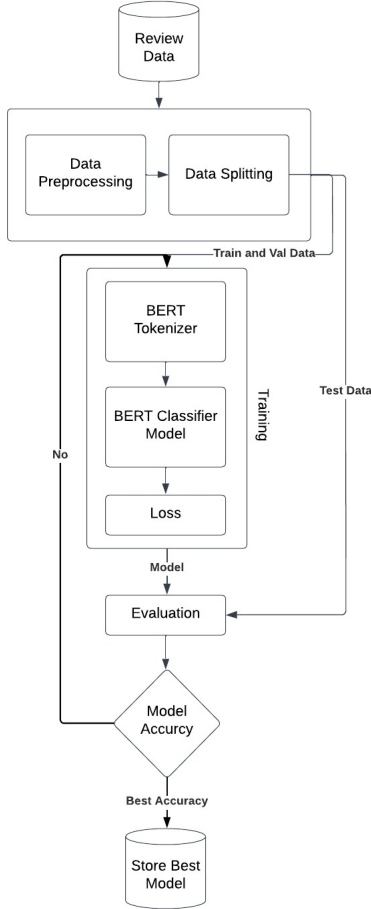 Review
Data
Data
Preprocessing
Data Splitting
Train and Val Data
BERT
Tokenizer
BERT Classifier
Model
Loss
Training
Test Data
No
Model
Evaluation
Model
Accurcy
Best Accuracy
Store Best
Model